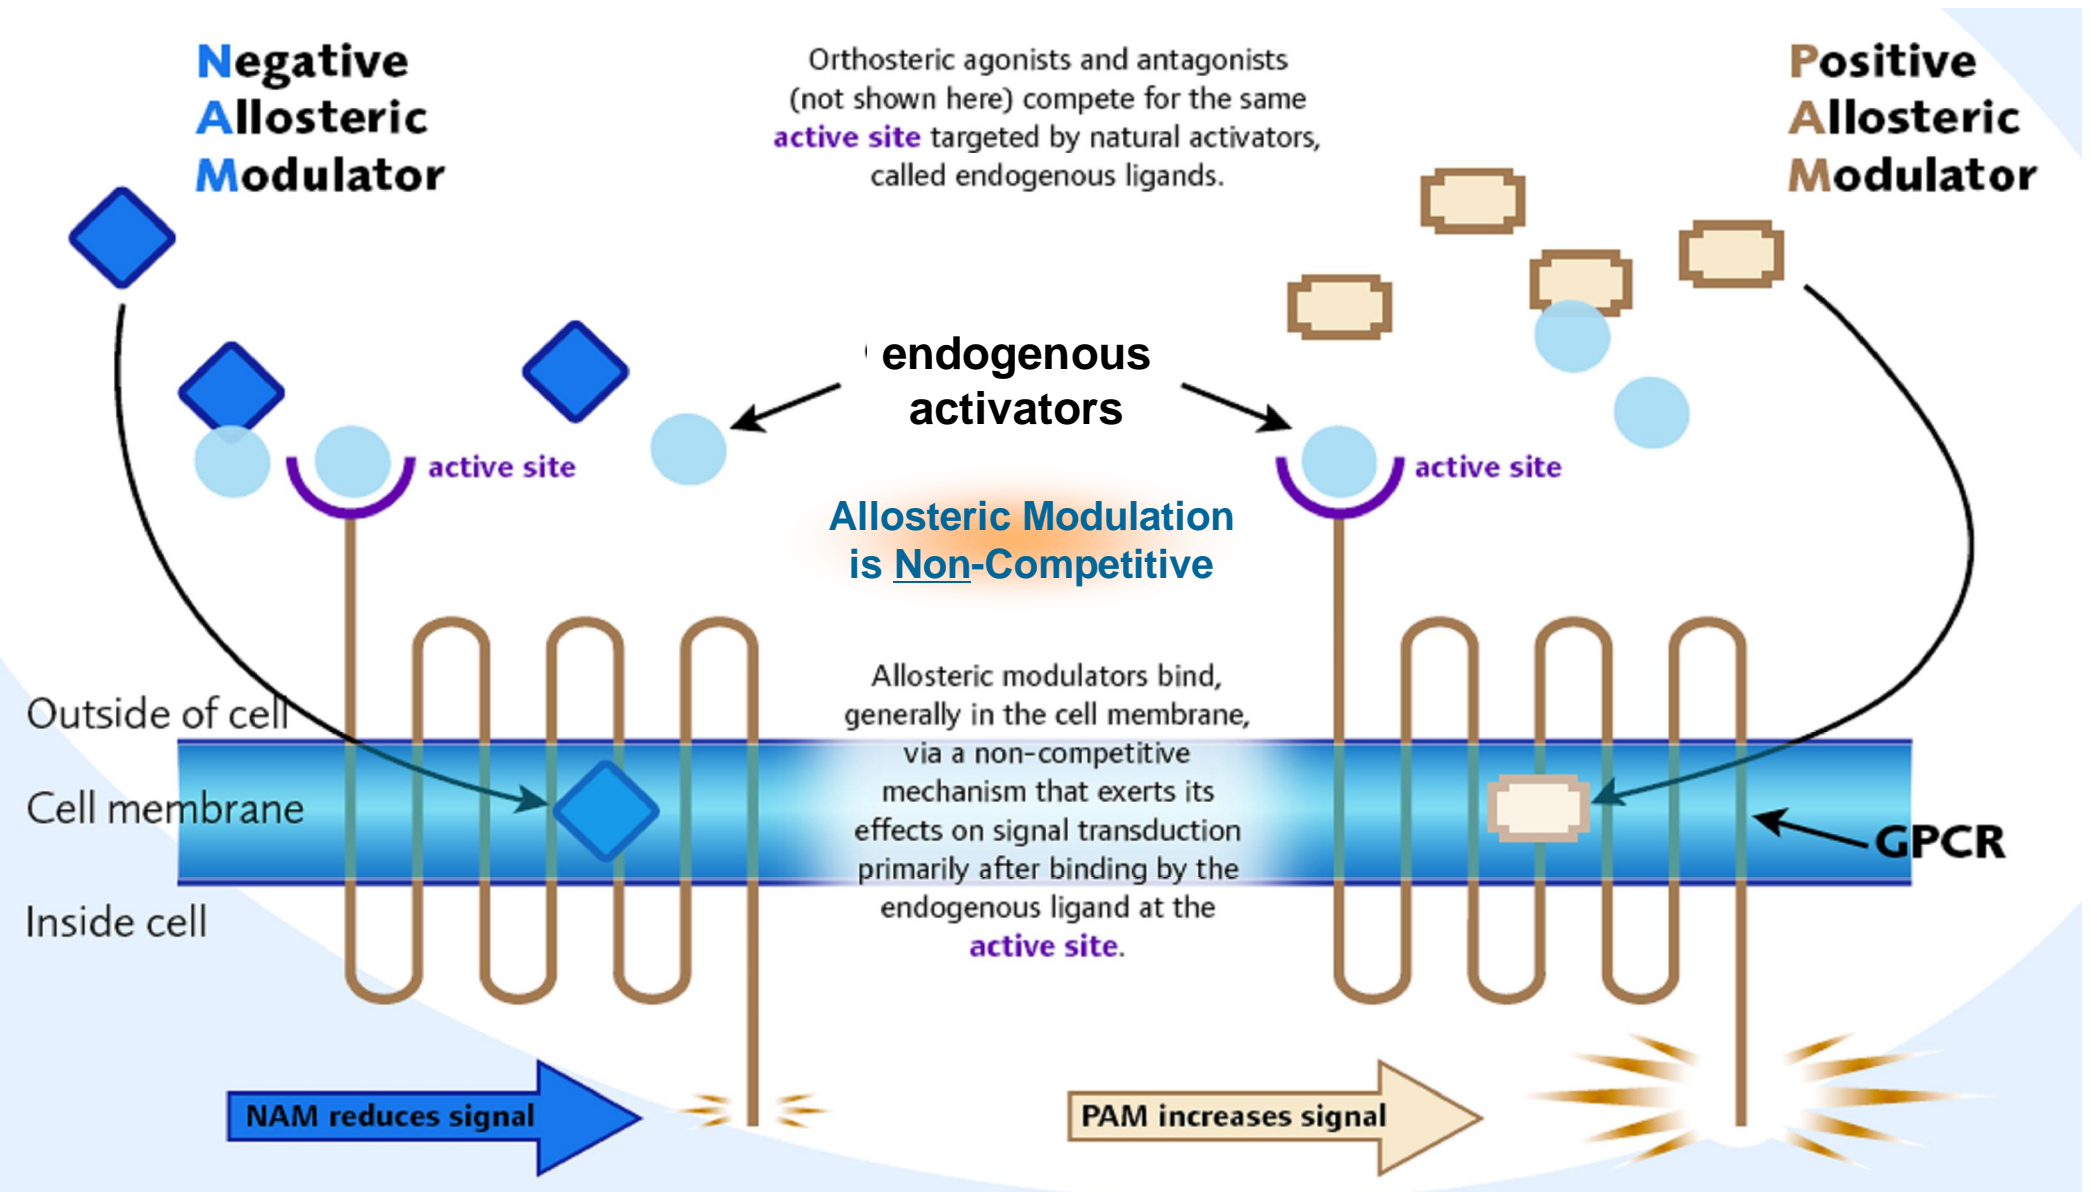 Negative
Allosteric
Modulator
Orthosteric agonists and antagonists
(not shown here) compete for the same
active site targeted by natural activators,
called endogenous ligands.
Positive
Allosteric
Modulator
endogenous
activators
active site
active site
Allosteric Modulation
is Non-Competitive
Outside of cell
Cell membrane
Inside cell
Allosteric modulators bind,
generally in the cell membrane,
via a non-competitive
mechanism that exerts its
effects on signal transduction
primarily after binding by the
endogenous ligand at the
active site.
GPCR
NAM reduces signal
PAM increases signal